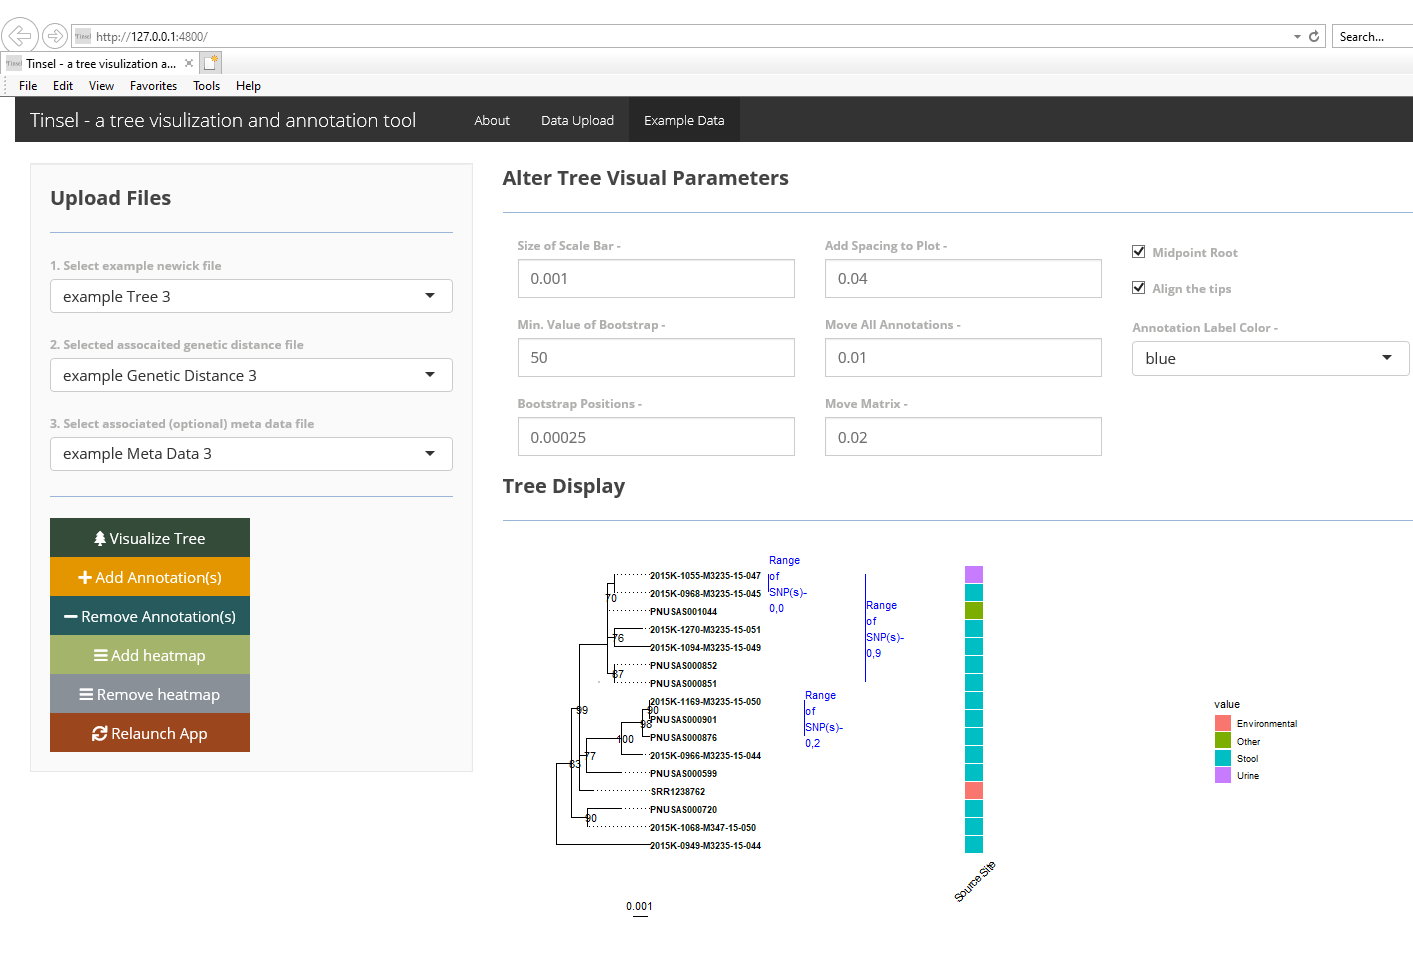 http://127.0.0.1:4800/
Search...
Tinsel - a tree visulization a...
File Edit View Favorites Tools Help
Tinsel - a tree visulization and annotation tool
About
Data Upload
Example Data
Upload Files
1. Select example newick file
example Tree 3
2. Selected assocaited genetic distance file
example Genetic Distance 3
3. Select associated (optional) meta data file
example Meta Data 3
Visualize Tree
Add Annotation(s)
Remove Annotation(s)
Add heatmap
Remove heatmap
Relaunch App
Alter Tree Visual Parameters
Size of Scale Bar -
0.001
Min. Value of Bootstrap -
50
Bootstrap Positions -
0.00025
Add Spacing to Plot -
0.04
Move All Annotations -
0.01
Move Matrix -
0.02
Midpoint Root
Align the tips
Annotation Label Color -
blue
Tree Display
2015K-1055-M3235-15-047
2015K-0968-M3235-15-045
PNUSAS001044
2015K-1270-M3235-15-051
2015K-1094-M3235-15-049
PNUSAS000852
PNUSAS000851
2015K-1169-M3235-15-050
PNUSAS000901
PNUSAS000876
2015K-0966-M3235-15-044
PNUSAS000599
SRR1238762
PNUSAS000720
2015K-1068-M347-15-050
2015K-0949-M3235-15-044
70
76
87
99
90
98
100
77
83
90
Range
of
SNP(s)-
0,0
Range
of
SNP(s)-
0,9
Range
of
SNP(s)-
0,2
Source Site
0.001
value
Environmental
Other
Stool
Urine